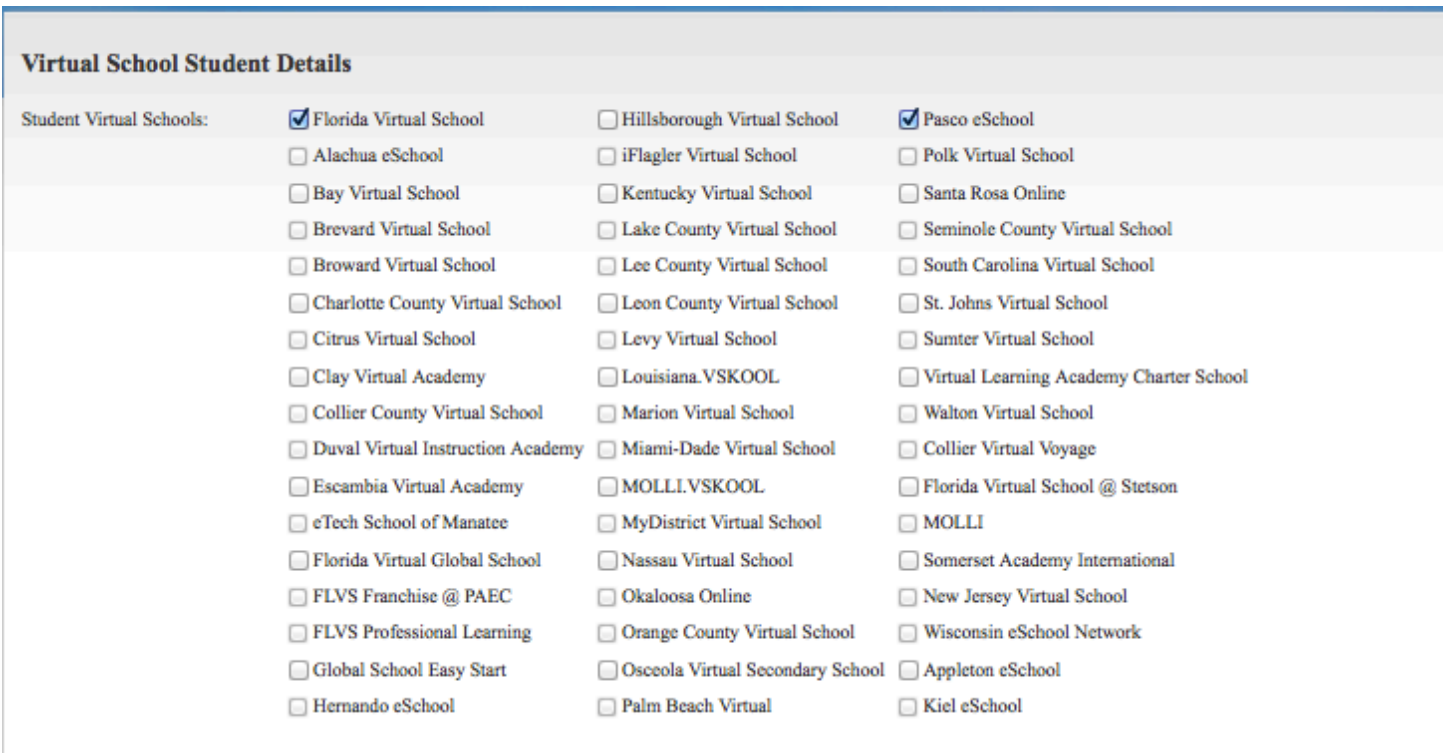 Virtual School Student Details
Student Virtual Schools: Florida Virtual School Hillsborough Virtual School Pasco eSchool
Alachua eSchool iFlagler Virtual School Polk Virtual School
Bay Virtual School Kentucky Virtual School Santa Rosa Online
Brevard Virtual School Lake County Virtual School Seminole County Virtual School
Broward Virtual School Lee County Virtual School South Carolina Virtual School
Charlotte County Virtual School Leon County Virtual School St. Johns Virtual School
Citrus Virtual School Levy Virtual School Sumter Virtual School
Clay Virtual Academy Louisiana.VSKOOL Virtual Learning Academy Charter School
Collier County Virtual School Marion Virtual School Walton Virtual School
Duval Virtual Instruction Academy Miami-Dade Virtual School Collier Virtual Voyage
Escambia Virtual Academy MOLLI.VSKOOL Florida Virtual School @ Stetson
eTech School of Manatee MyDistrict Virtual School MOLLI
Florida Virtual Global School Nassau Virtual School Somerset Academy International
FLVS Franchise @ PAEC Okaloosa Online New Jersey Virtual School
FLVS Professional Learning Orange County Virtual School Wisconsin eSchool Network
Global School Easy Start Osceola Virtual Secondary School Appleton eSchool
Hernando eSchool Palm Beach Virtual Kiel eSchool